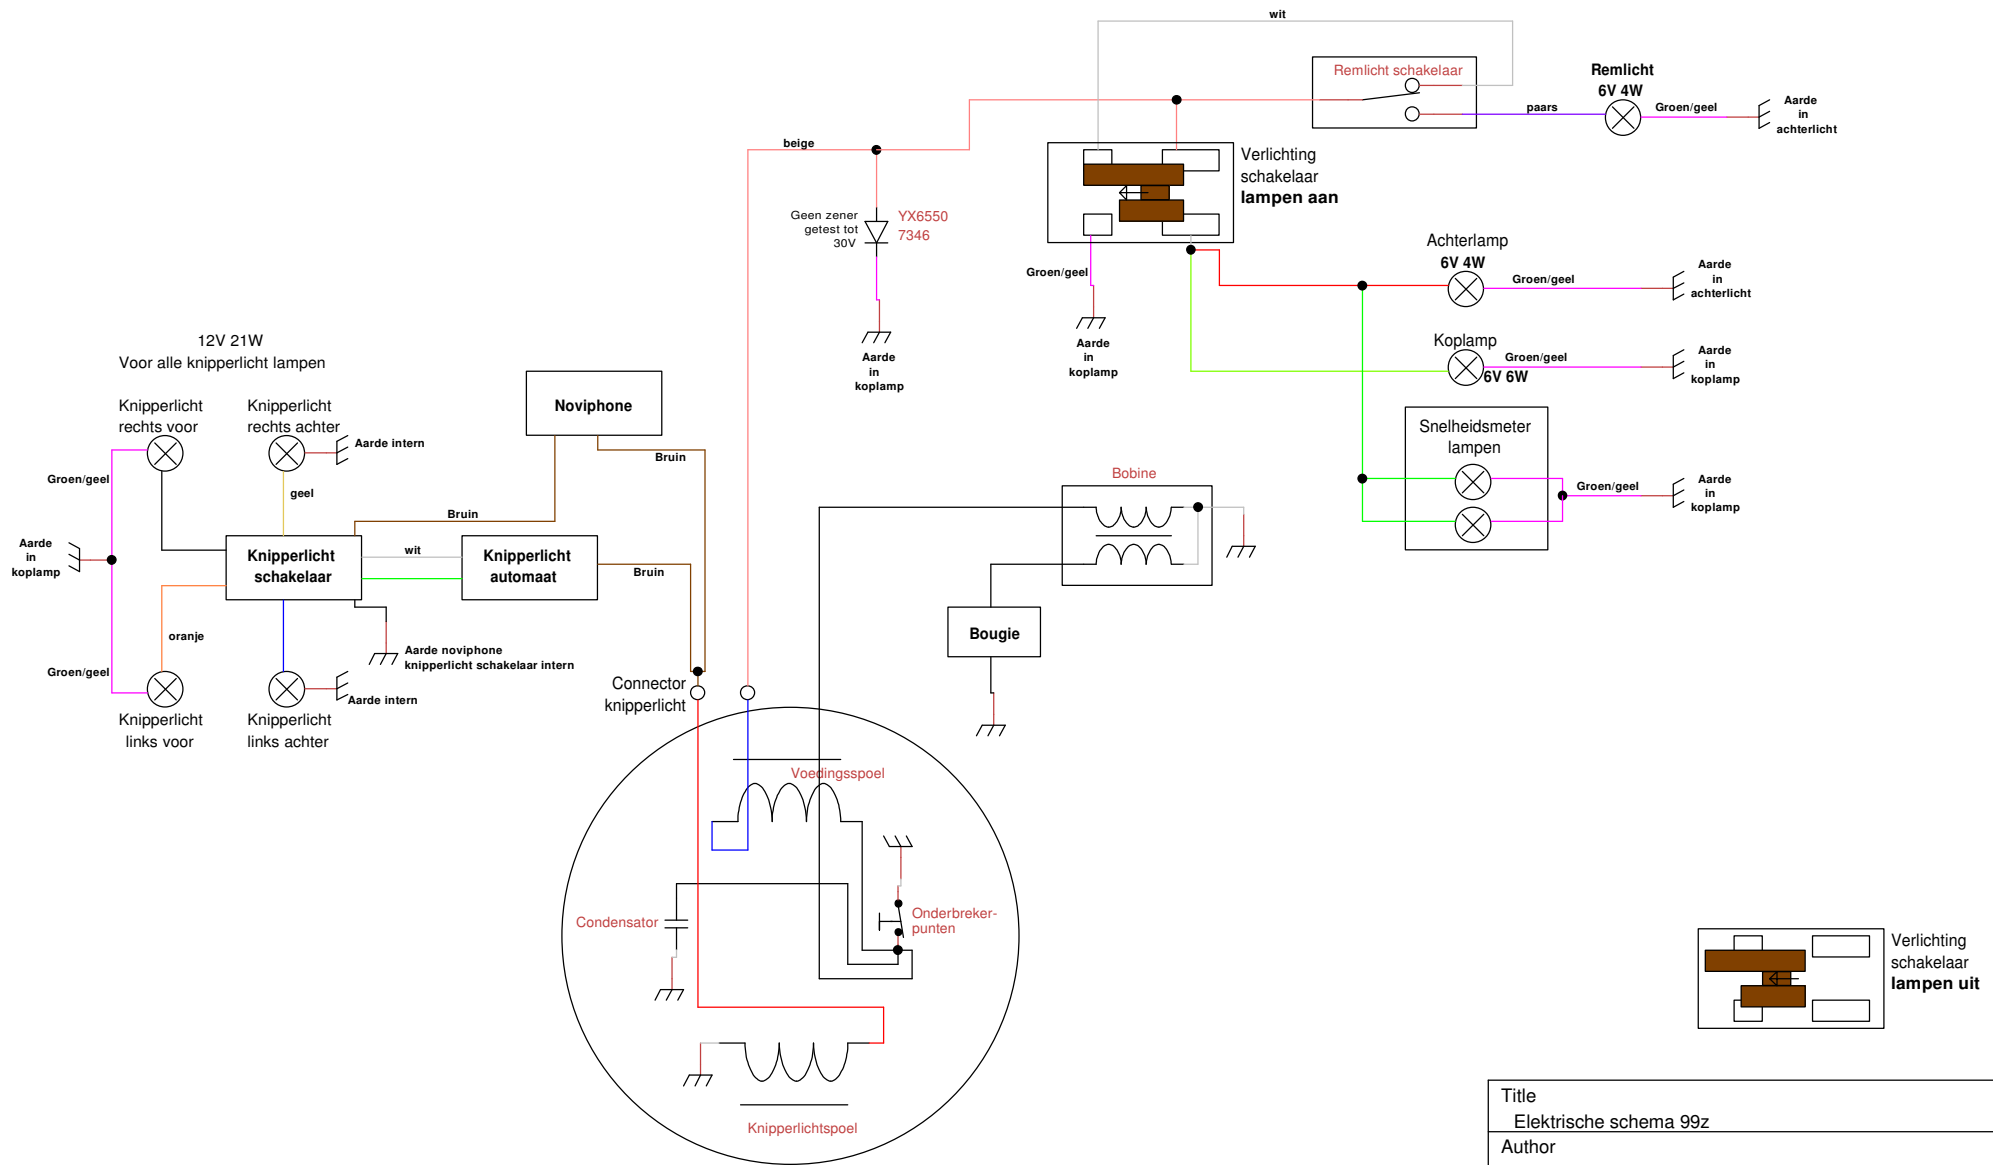 wit
Remlicht schakelaar
Remlicht
6V 4W
paars
Groen/geel
Aarde
in
achterlicht
beige
Verlichting
schakelaar
lampen aan
Geen zener
getest tot
30V
YX6550
7346
Aarde
in
koplamp
Groen/geel
Aarde
in
koplamp
Achterlamp
6V 4W
Groen/geel
Aarde
in
achterlicht
Koplamp
6V 6W
Groen/geel
Aarde
in
koplamp
Snelheidsmeter
lampen
Groen/geel
Aarde
in
koplamp
12V 21W
Voor alle knipperlicht lampen
Knipperlicht
rechts voor
Knipperlicht
rechts achter
Aarde intern
Groen/geel
geel
Noviphone
Bruin
Bruin
Aarde
in
koplamp
Knipperlicht
schakelaar
wit
Knipperlicht
automaat
Bruin
oranje
Groen/geel
Aarde noviphone
knipperlicht schakelaar intern
Aarde intern
Knipperlicht
links voor
Knipperlicht
links achter
Connector
knipperlicht
Bobine
Bougie
Voedingsspoel
Condensator
Onderbreker-
punten
Knipperlichtspoel
Verlichting
schakelaar
lampen uit
Title
Elektrische schema 99z
Author